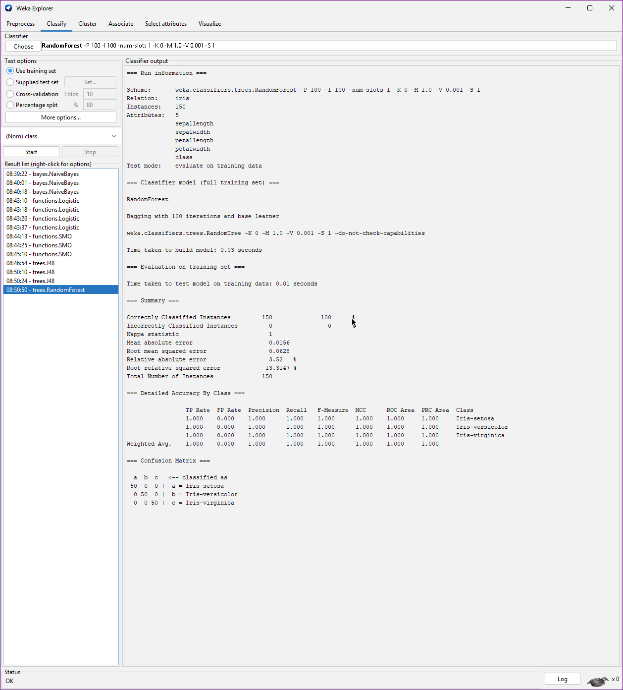 Weka Explorer
Preprocess Classify Cluster Associate Select attributes Visualize
Classifier
Choose RandomForest -P 100 -I 100 -num-slots 1 -K 0 -M 1.0 -V 0.001 -S 1
Test options
Use training set
Supplied test set Set...
Cross-validation Folds 10
Percentage split % 80
More options...
(Nom) class
Start Stop
Result list (right-click for options)
08:39:22 - bayes.NaiveBayes
08:40:01 - bayes.NaiveBayes
08:40:18 - bayes.NaiveBayes
08:43:10 - functions.Logistic
08:43:18 - functions.Logistic
08:43:26 - functions.Logistic
08:43:37 - functions.Logistic
08:44:13 - functions.SMO
08:44:25 - functions.SMO
08:45:10 - functions.SMO
08:46:54 - trees.J48
08:50:10 - trees.J48
08:50:24 - trees.J48
08:50:50 - trees.RandomForest
Classifier output
=== Run information ===
Scheme: weka.classifiers.trees.RandomForest -P 100 -I 100 -num-slots 1 -K 0 -M 1.0 -V 0.001 -S 1
Relation: iris
Instances: 150
Attributes: 5
sepallength
sepalwidth
petallength
petalwidth
class
Test mode: evaluate on training data
=== Classifier model (full training set) ===
RandomForest
Bagging with 100 iterations and base learner
weka.classifiers.trees.RandomTree -K 0 -M 1.0 -V 0.001 -S 1 -do-not-check-capabilities
Time taken to build model: 0.03 seconds
=== Evaluation on training set ===
Time taken to test model on training data: 0.01 seconds
=== Summary ===
Correctly Classified Instances 150 100 %
Incorrectly Classified Instances 0 0 %
Kappa statistic 1
Mean absolute error 0.0156
Root mean squared error 0.0628
Relative absolute error 3.52 %
Root relative squared error 13.3147 %
Total Number of Instances 150
=== Detailed Accuracy By Class ===
TP Rate FP Rate Precision Recall F-Measure MCC ROC Area PRC Area Class
1.000 0.000 1.000 1.000 1.000 1.000 1.000 1.000 Iris-setosa
1.000 0.000 1.000 1.000 1.000 1.000 1.000 1.000 Iris-versicolor
1.000 0.000 1.000 1.000 1.000 1.000 1.000 1.000 Iris-virginica
Weighted Avg. 1.000 0.000 1.000 1.000 1.000 1.000 1.000 1.000
=== Confusion Matrix ===
a b c <-- classified as
50 0 0 | a = Iris-setosa
0 50 0 | b = Iris-versicolor
0 0 50 | c = Iris-virginica
Status
OK
Log x 0